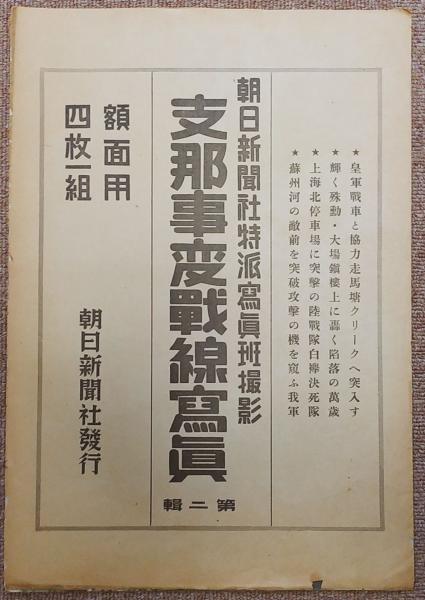 ★皇軍戰車と協力走馬塘クリークへ突入す
★輝く殊勳・大場鎭樓上に轟く陷落の萬歲
★上海北停車場に突擊の陸戰隊白襷決死隊
★蘇州河の敵前を突破攻擊の機を窺ふ我軍
朝日新聞社特派寫眞班撮影
支那事変戰線寫眞
第二輯
額面用
四枚一組
朝日新聞社發行